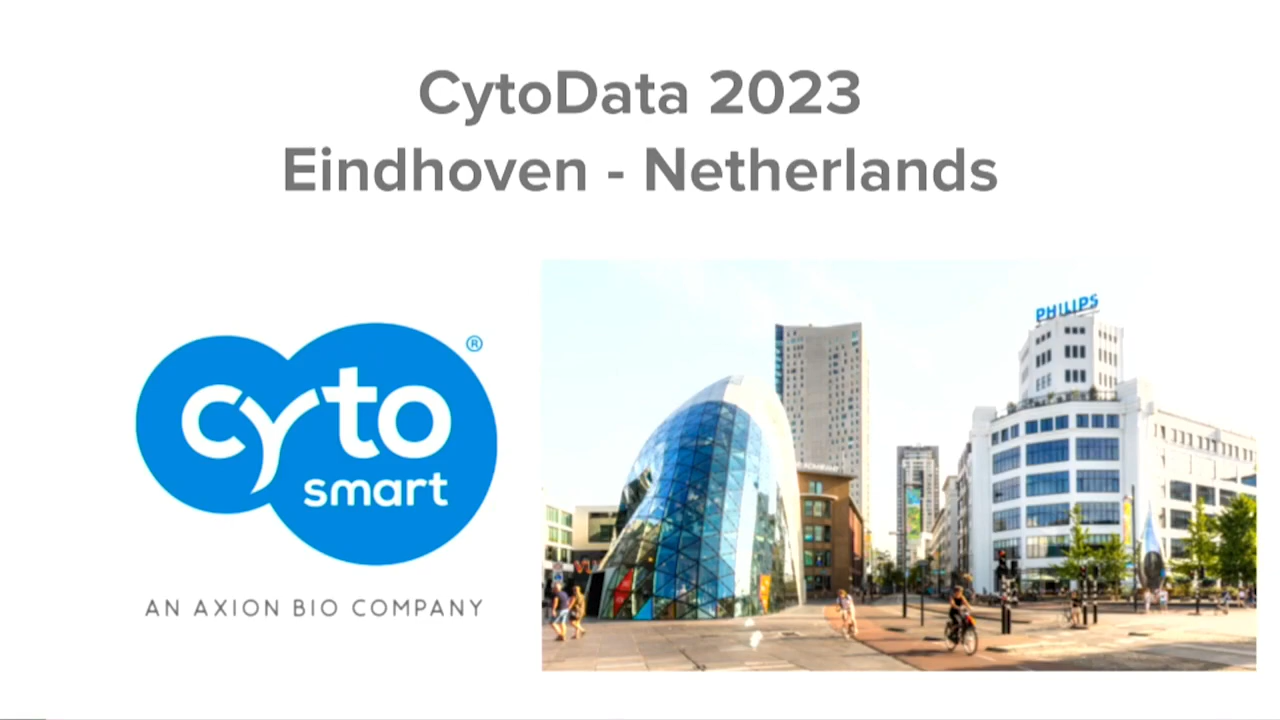 CytoData 2023
Eindhoven - Netherlands
PHILIPS
cyto
smart
®
AN AXION BIO COMPANY